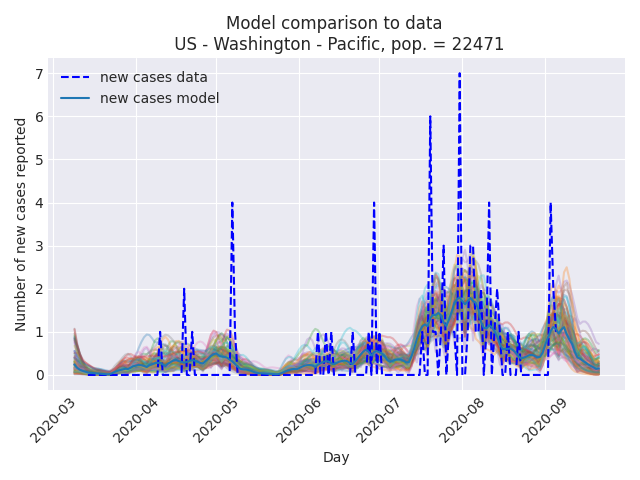 Model comparison to data
US - Washington - Pacific, pop. = 22471
new cases data
new cases model
Number of new cases reported
7
6
5
4
3
2
1
0
2020-03
2020-04
2020-05
2020-06
2020-07
2020-08
2020-09
Day